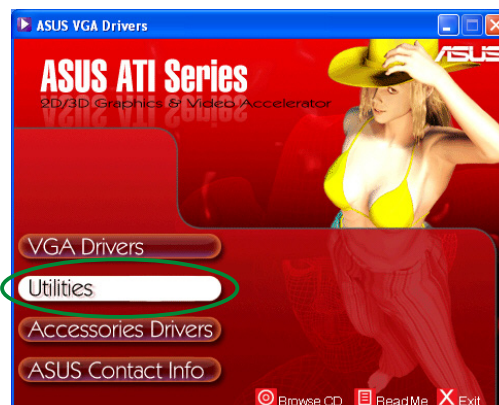 ASUS VGA Drivers
ASUS
ASUS ATI Series
2D/3D Graphics & Video Accelerator
VGA Drivers
Utilities
Accessories Drivers
ASUS Contact Info
Browse CD ReadMe Exit